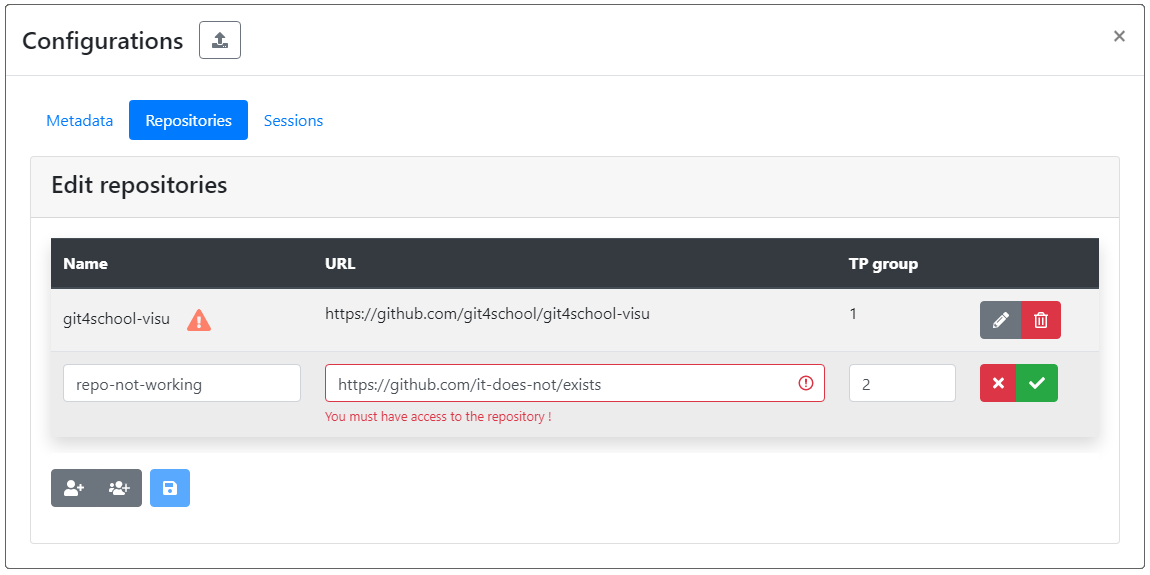 Configurations
×
Metadata Repositories Sessions
Edit repositories
Name URL TP group
git4school-visu https://github.com/git4school/git4school-visu 1
repo-not-working https://github.com/it-does-not/exists 2
You must have access to the repository !